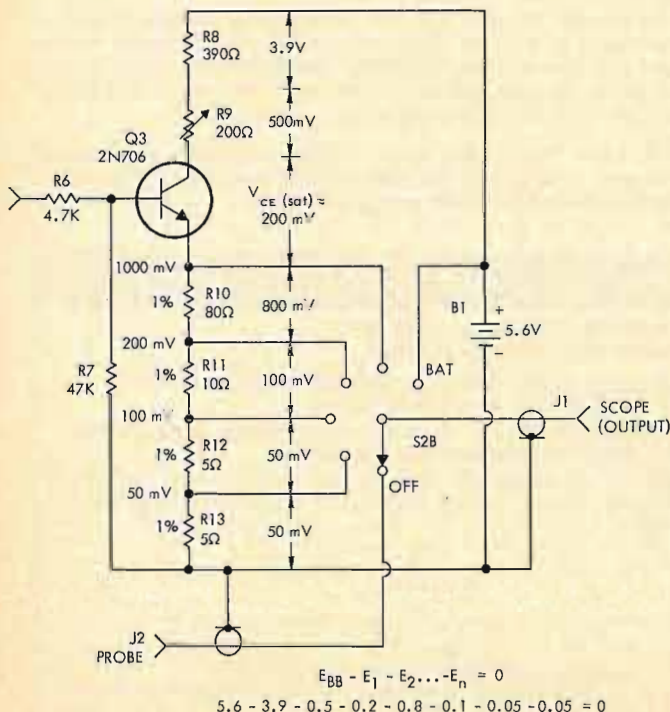 R8
390Ω
3.9V
R9
200Ω
500mV
Q3
2N706
R6
4.7K
V CE (sat) ≈
200 mV
1000 mV
1%
R10
80Ω
800 mV
B1
+
5.6V
-
200 mV
BAT
R7
47K
1%
R11
10Ω
100 mV
J1
SCOPE
(OUTPUT)
100 mV
S2B
1%
R12
5Ω
50 mV
OFF
50 mV
1%
R13
5Ω
50 mV
J2
PROBE
E BB - E 1 - E 2 ...-E n = 0
5.6 - 3.9 - 0.5 - 0.2 - 0.8 - 0.1 - 0.05 - 0.05 = 0